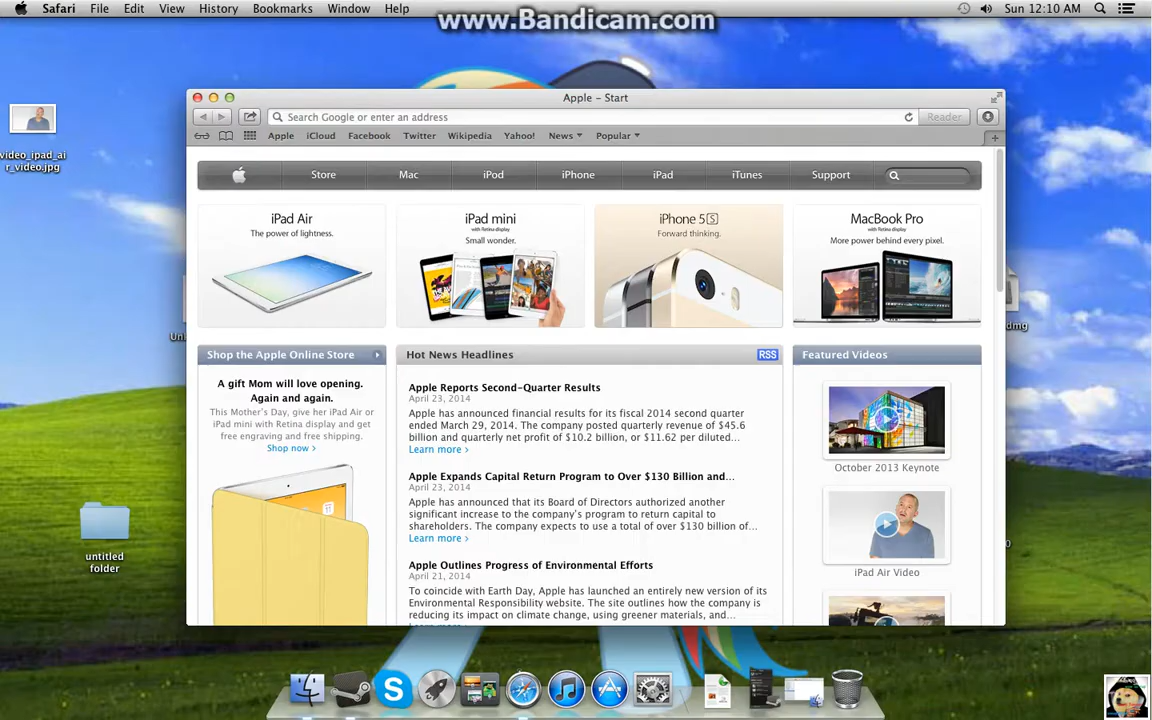 Safari File Edit View History Bookmarks Window Help Sun 12:10 AM
www.Bandicam.com
Apple – Start
Search Google or enter an address Reader
Apple iCloud Facebook Twitter Wikipedia Yahoo! News Popular
Store Mac iPod iPhone iPad iTunes Support
iPad Air
The power of lightness.
iPad mini
with Retina display
Small wonder.
iPhone 5S
Forward thinking.
MacBook Pro
with Retina display
More power behind every pixel.
video_ipad_ai
r_video.jpg
Shop the Apple Online Store
A gift Mom will love opening.
Again and again.
This Mother's Day, give her iPad Air or
iPad mini with Retina display and get
free engraving and free shipping.
Shop now ›
Hot News Headlines RSS
Apple Reports Second-Quarter Results
April 23, 2014
Apple has announced financial results for its fiscal 2014 second quarter
ended March 29, 2014. The company posted quarterly revenue of $45.6
billion and quarterly net profit of $10.2 billion, or $11.62 per diluted...
Learn more ›
Apple Expands Capital Return Program to Over $130 Billion and...
April 23, 2014
Apple has announced that its Board of Directors authorized another
significant increase to the company's program to return capital to
shareholders. The company expects to use a total of over $130 billion of...
Learn more ›
Apple Outlines Progress of Environmental Efforts
April 21, 2014
To coincide with Earth Day, Apple has launched an entirely new version of its
Environmental Responsibility website. The site outlines how the company is
reducing its impact on climate change, using greener materials, and...
Featured Videos
October 2013 Keynote
iPad Air Video
untitled
folder